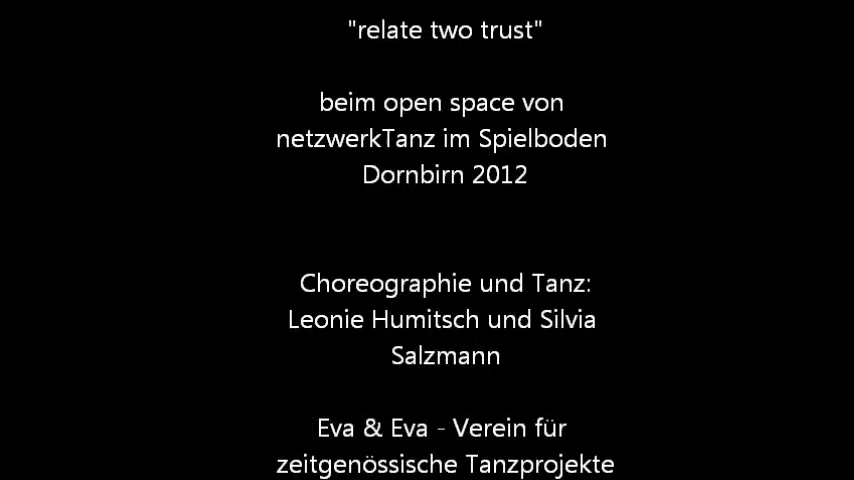 "relate two trust"
beim open space von
netzwerkTanz im Spielboden
Dornbirn 2012
Choreographie und Tanz:
Leonie Humitsch und Silvia
Salzmann
Eva & Eva - Verein für
zeitgenössische Tanzprojekte